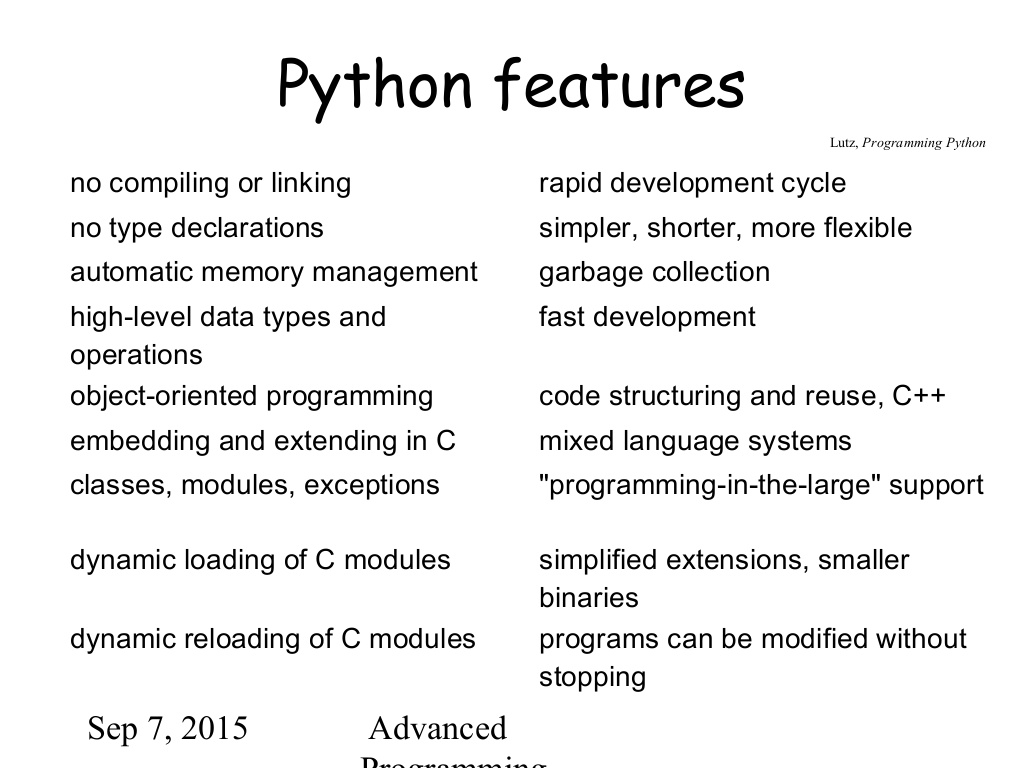 Python features
Lutz, Programming Python
no compiling or linking
rapid development cycle
no type declarations
simpler, shorter, more flexible
automatic memory management
garbage collection
high-level data types and
operations
fast development
object-oriented programming
code structuring and reuse, C++
embedding and extending in C
mixed language systems
classes, modules, exceptions
"programming-in-the-large" support
dynamic loading of C modules
simplified extensions, smaller
binaries
dynamic reloading of C modules
programs can be modified without
stopping
Sep 7, 2015
Advanced
Programming